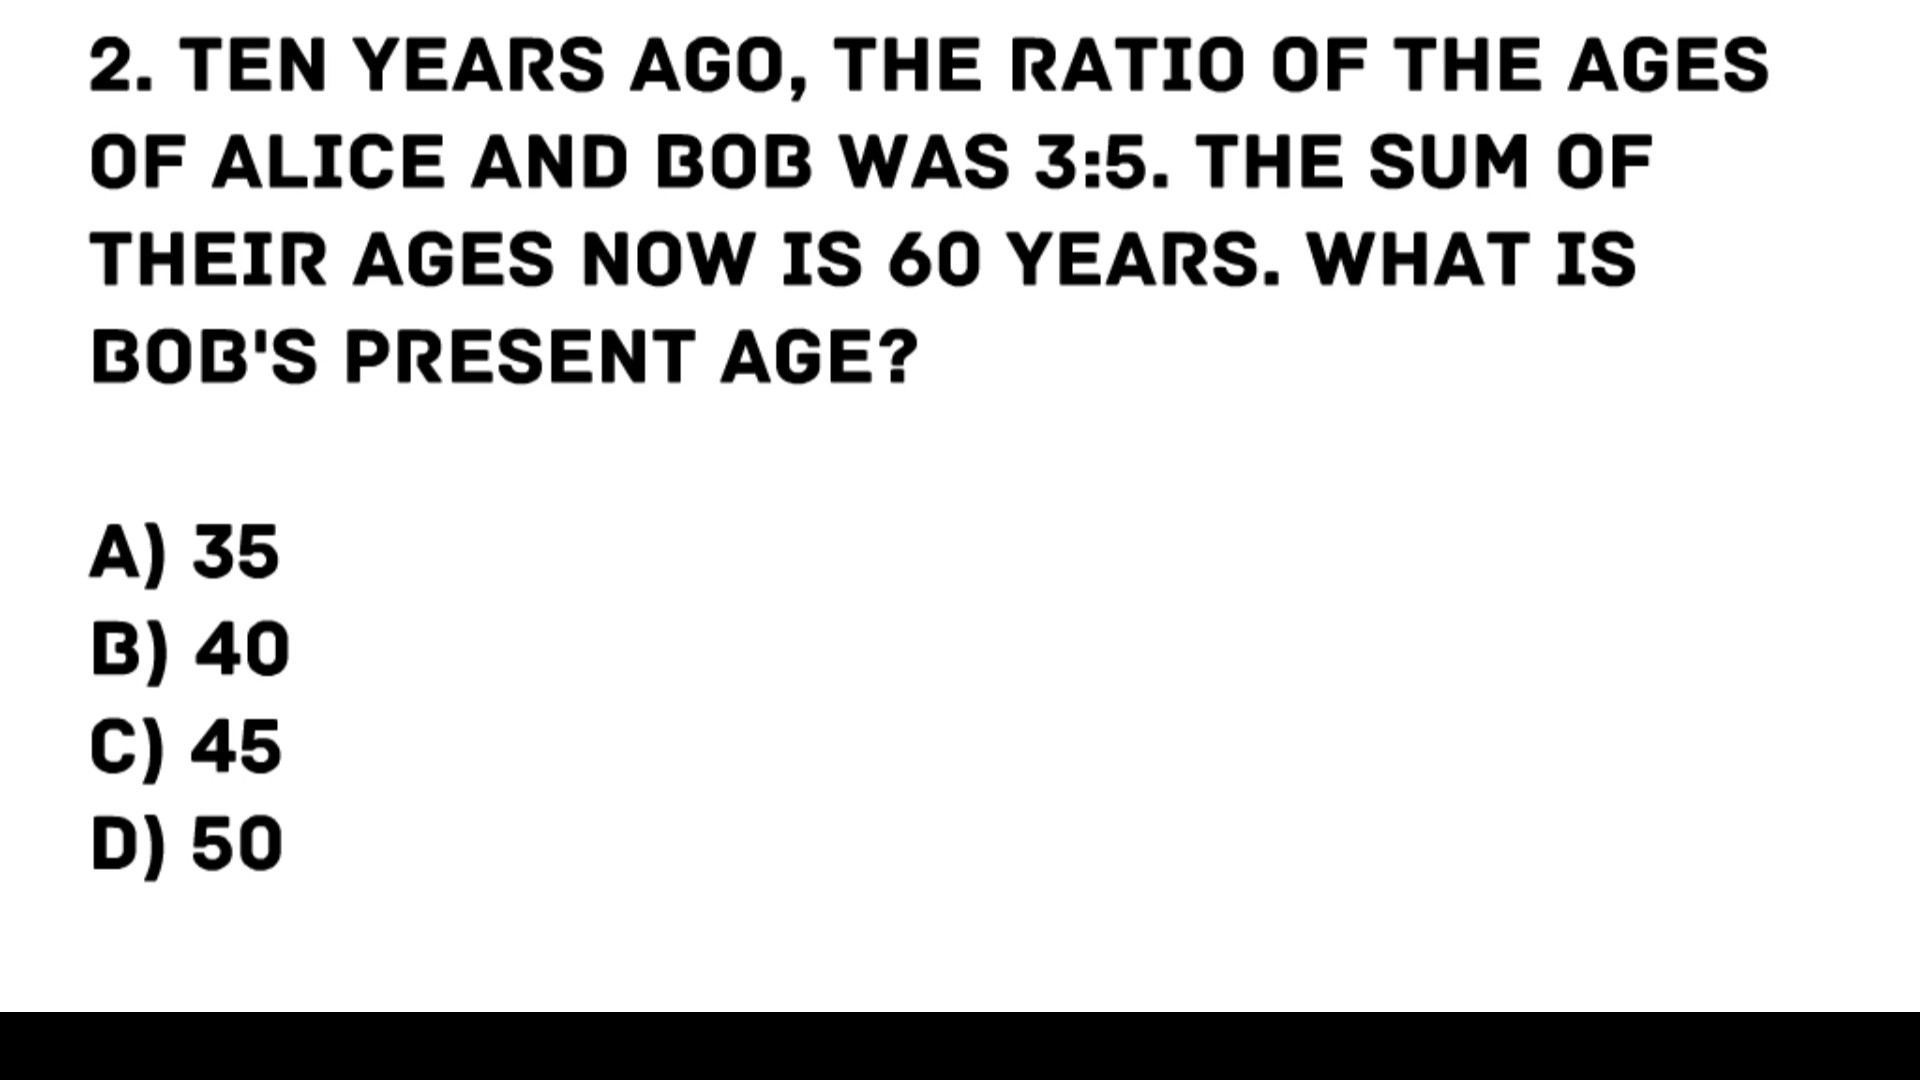 2. TEN YEARS AGO, THE RATIO OF THE AGES
OF ALICE AND BOB WAS 3:5. THE SUM OF
THEIR AGES NOW IS 60 YEARS. WHAT IS
BOB'S PRESENT AGE?
A) 35
B) 40
C) 45
D) 50